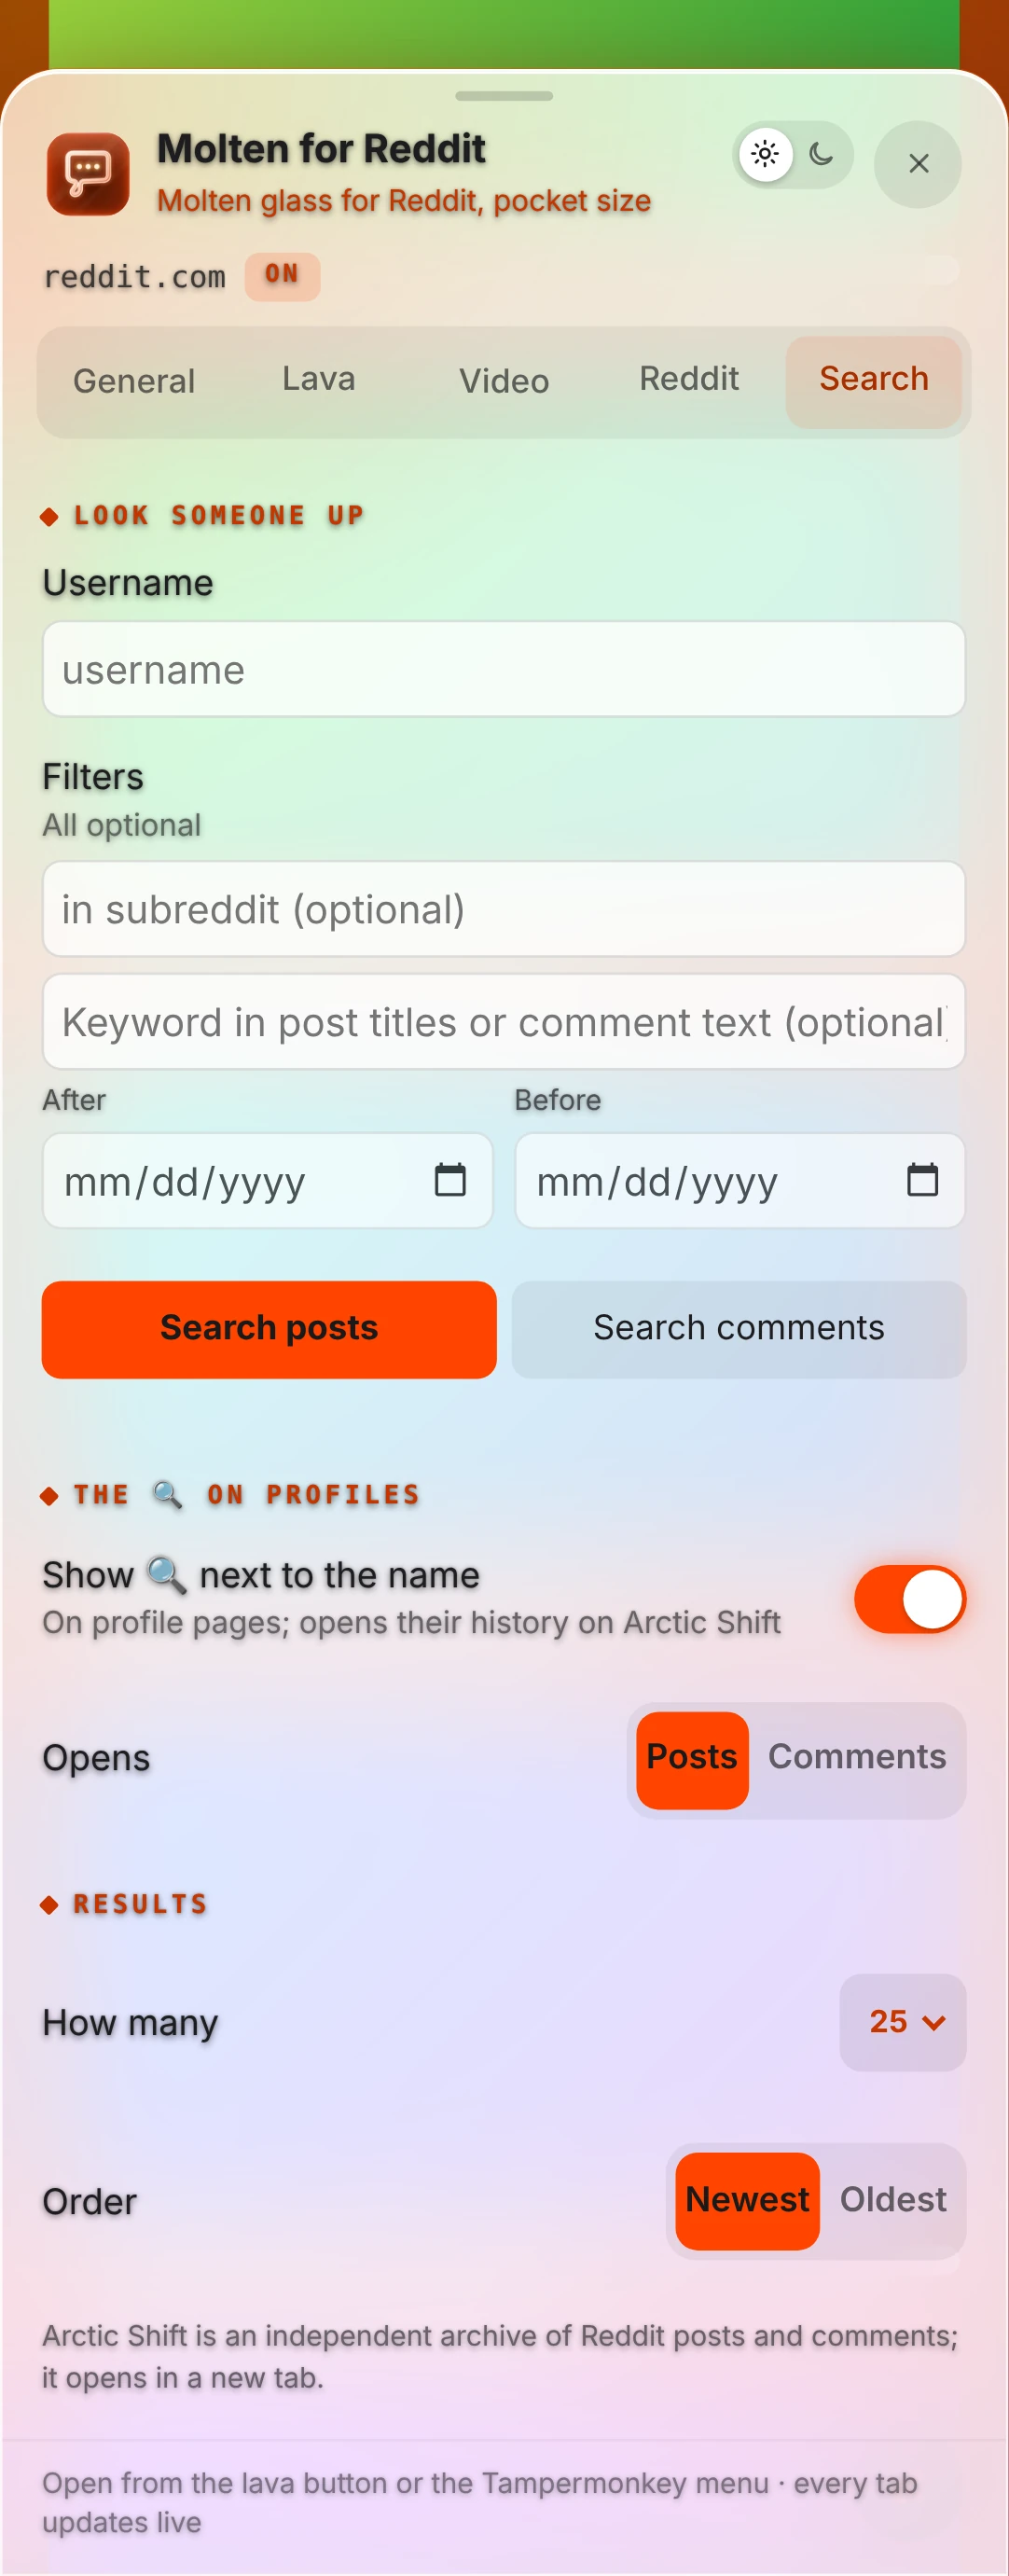 Molten for Reddit
Molten glass for Reddit, pocket size
reddit.com ON
General Lava Video Reddit Search
LOOK SOMEONE UP
Username
username
Filters
All optional
in subreddit (optional)
Keyword in post titles or comment text (optional)
After Before
mm/dd/yyyy mm/dd/yyyy
Search posts Search comments
THE 🔍 ON PROFILES
Show 🔍 next to the name
On profile pages; opens their history on Arctic Shift
Opens Posts Comments
RESULTS
How many 25
Order Newest Oldest
Arctic Shift is an independent archive of Reddit posts and comments;
it opens in a new tab.
Open from the lava button or the Tampermonkey menu · every tab
updates live